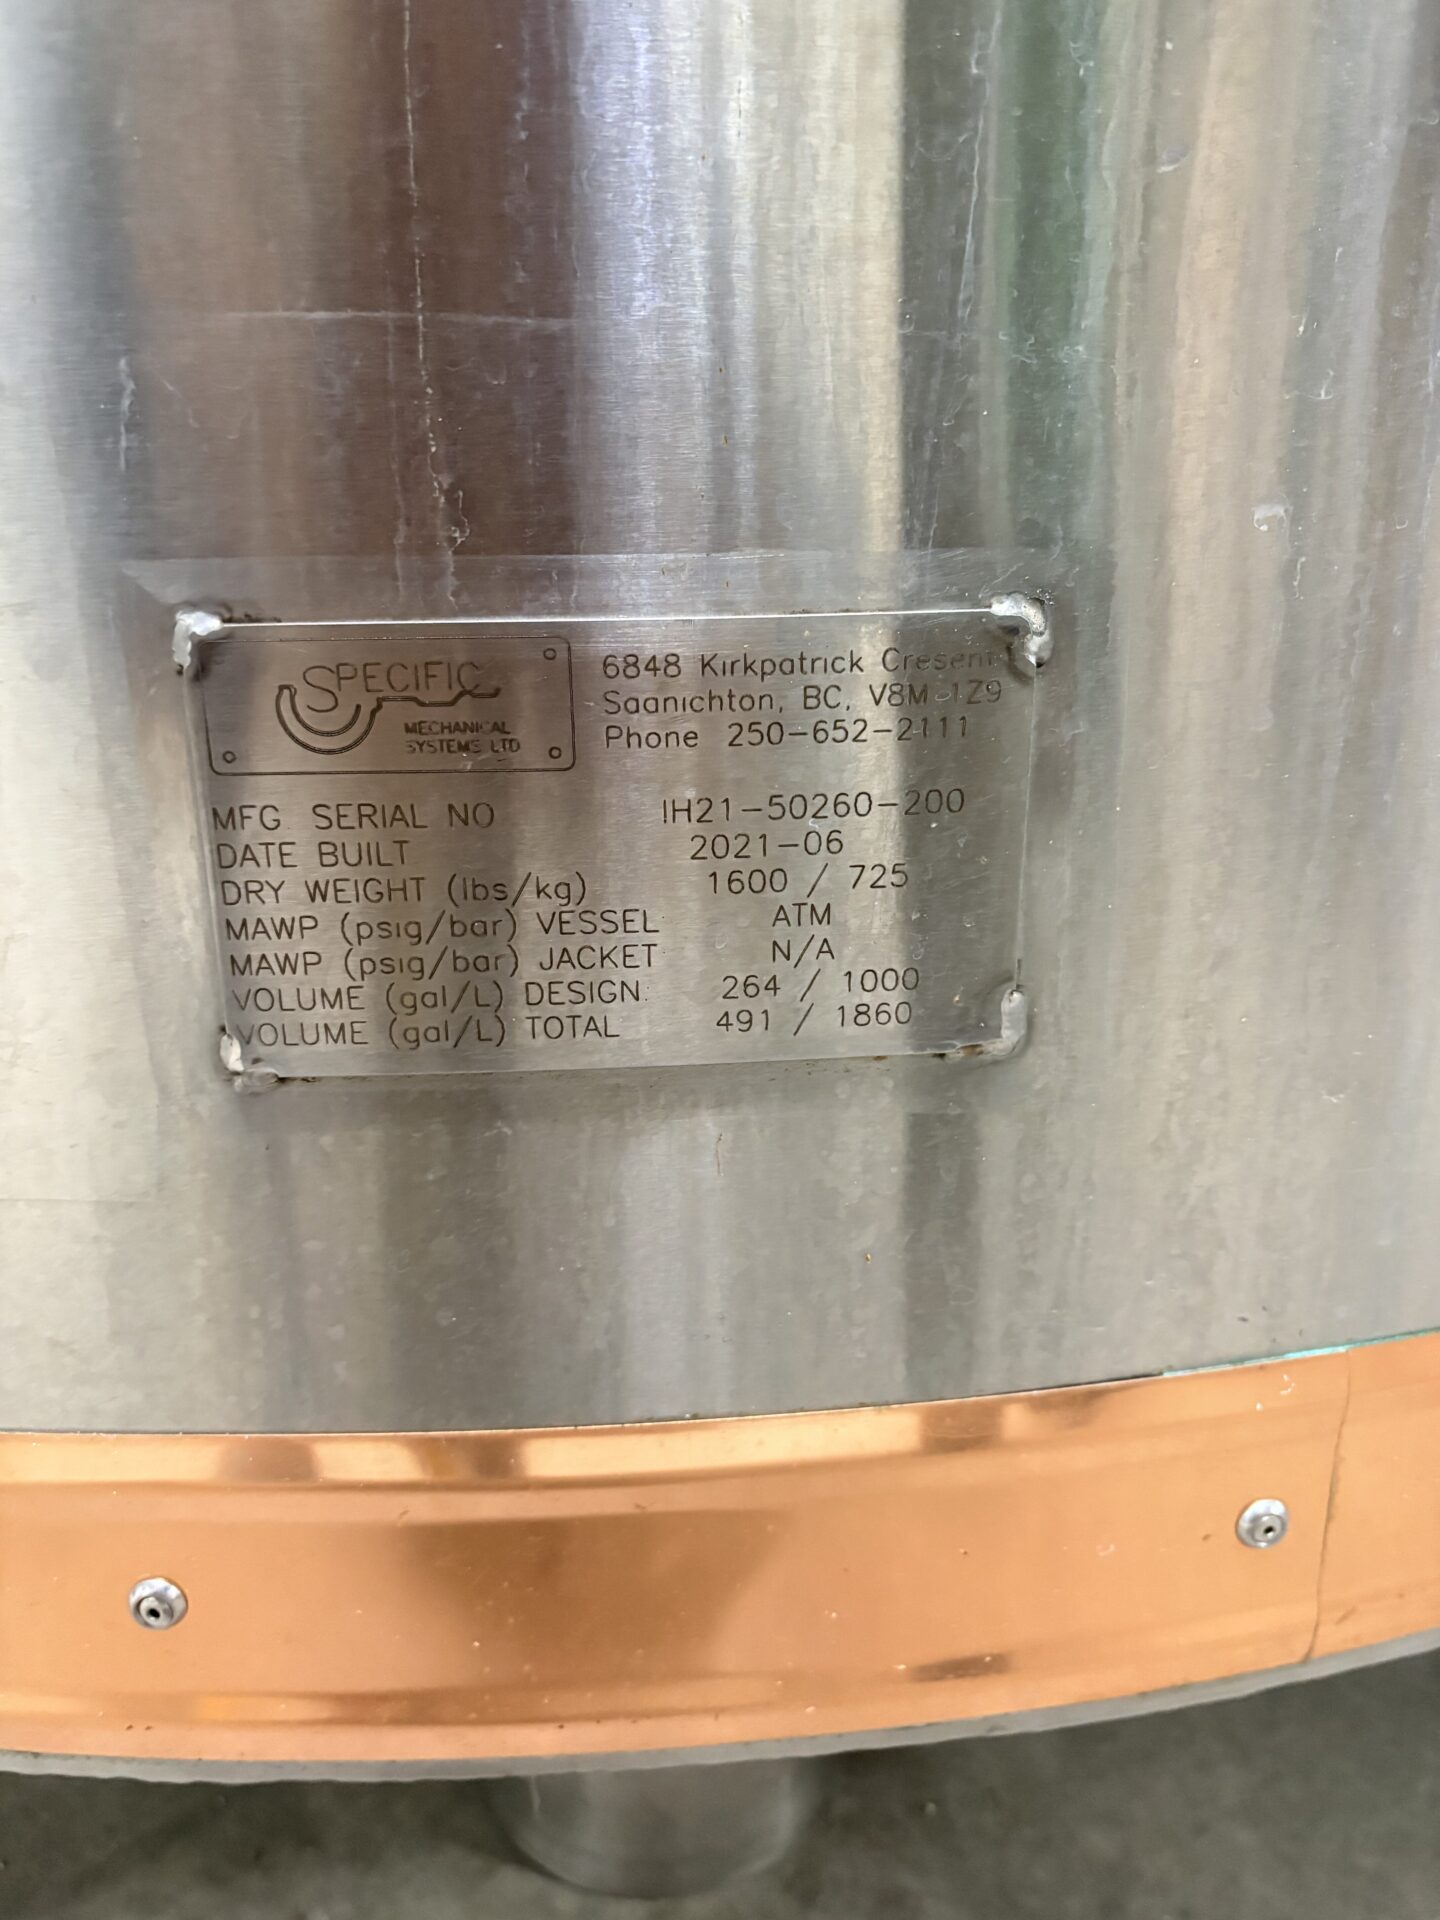 SPECIFIC
MECHANICAL
SYSTEMS LTD
6848 Kirkpatrick Cresent
Saanichton, BC, V8M-1Z9
Phone 250-652-2111
MFG. SERIAL NO IH21-50260-200
DATE BUILT 2021-06
DRY WEIGHT (lbs/kg) 1600 / 725
MAWP (psig/bar) VESSEL ATM
MAWP (psig/bar) JACKET N/A
VOLUME (gal/L) DESIGN: 264 / 1000
VOLUME (gal/L) TOTAL 491 / 1860